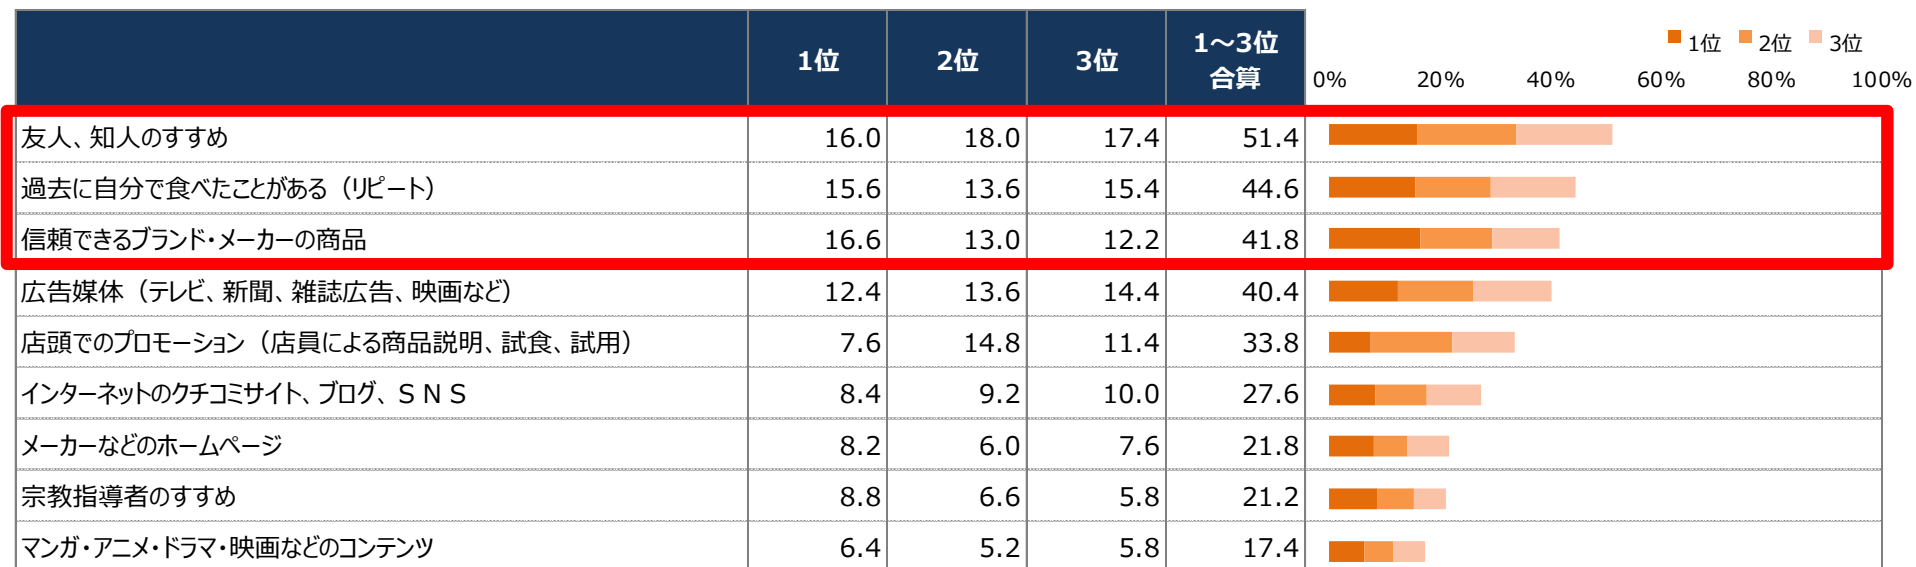 1位 2位 3位 1～3位
合算
1位 2位 3位
0% 20% 40% 60% 80% 100%
友人、知人のすすめ 16.0 18.0 17.4 51.4
過去に自分で食べたことがある（リピート） 15.6 13.6 15.4 44.6
信頼できるブランド・メーカーの商品 16.6 13.0 12.2 41.8
広告媒体（テレビ、新聞、雑誌広告、映画など） 12.4 13.6 14.4 40.4
店頭でのプロモーション（店員による商品説明、試食、試用） 7.6 14.8 11.4 33.8
インターネットのクチコミサイト、ブログ、ＳＮＳ 8.4 9.2 10.0 27.6
メーカーなどのホームページ 8.2 6.0 7.6 21.8
宗教指導者のすすめ 8.8 6.6 5.8 21.2
マンガ・アニメ・ドラマ・映画などのコンテンツ 6.4 5.2 5.8 17.4